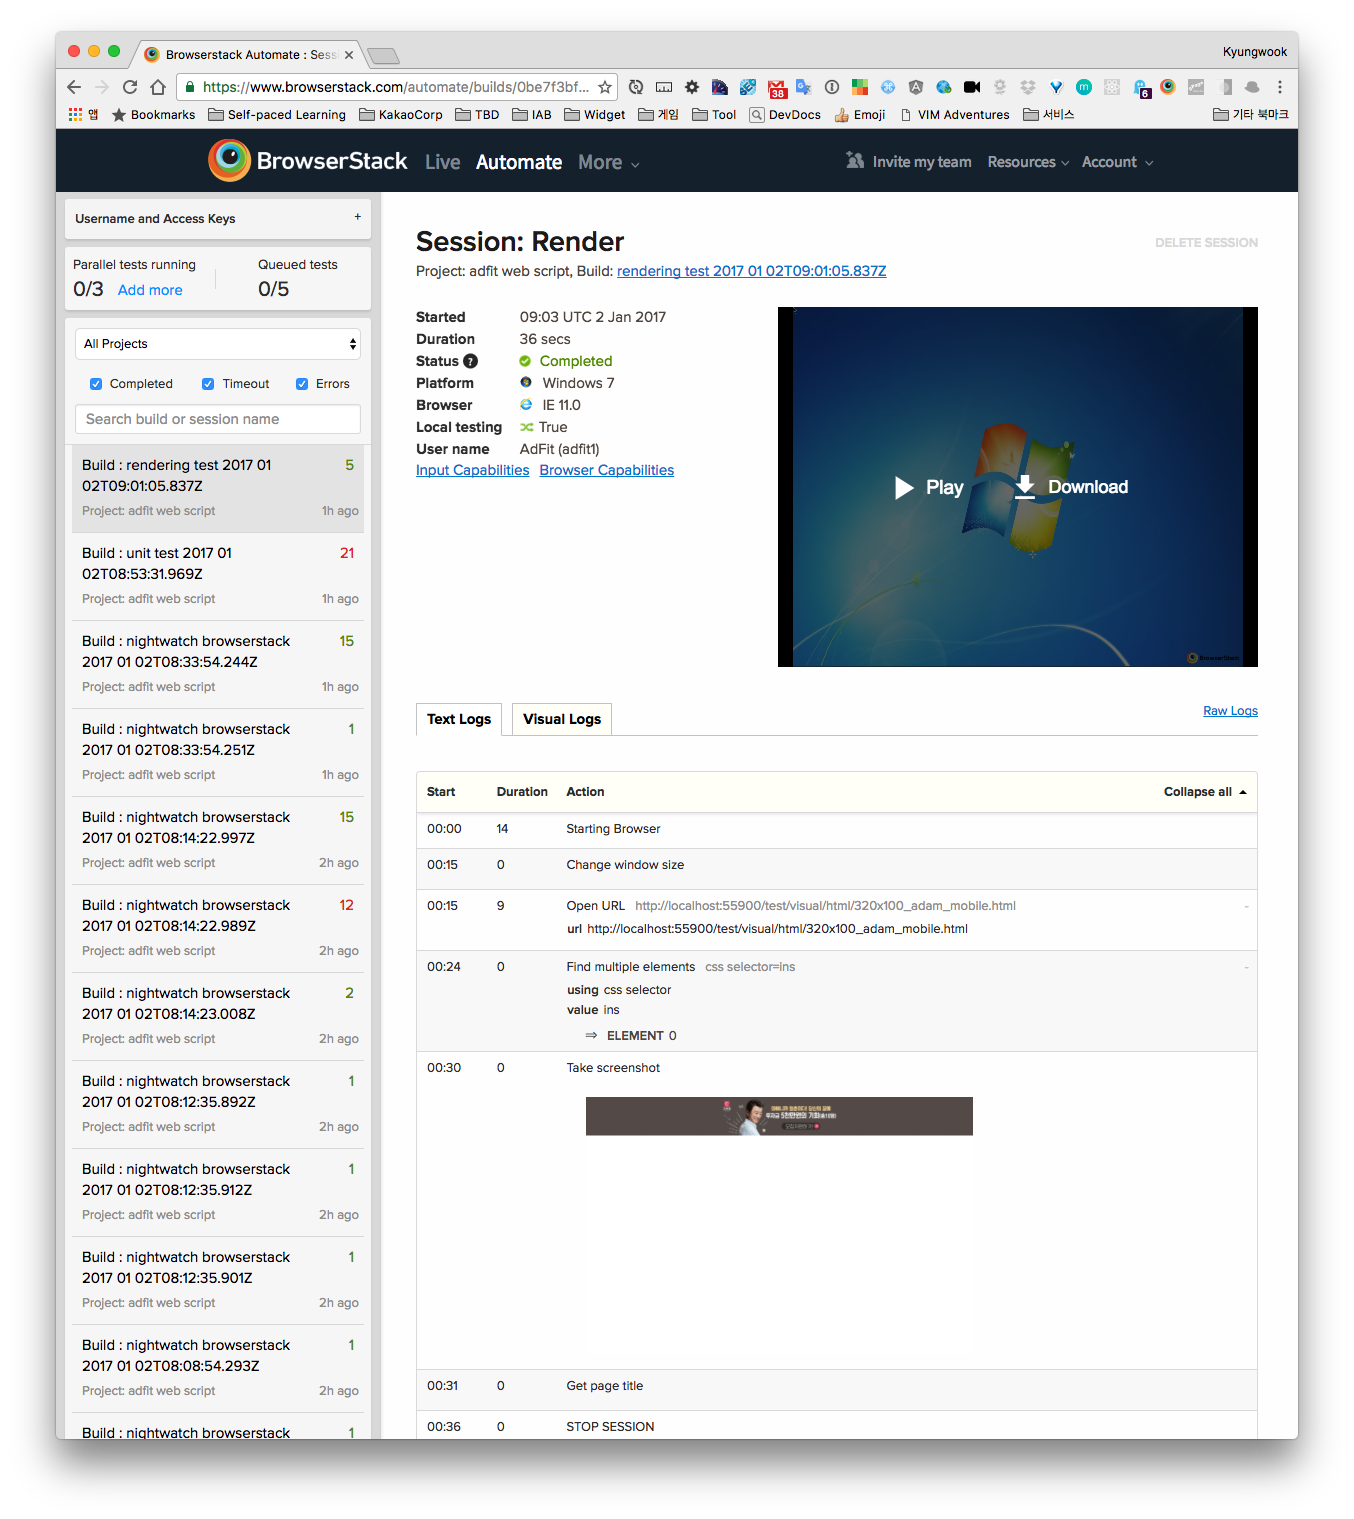 Browserstack Automate : Sess
Kyungwook
https://www.browserstack.com/automate/builds/0be7f3bf...
38
6
앱
Bookmarks
Self-paced Learning
KakaoCorp
TBD
IAB
Widget
게임
Tool
DevDocs
Emoji
VIM Adventures
서비스
기타 북마크
BrowserStack
Live
Automate
More
Invite my team
Resources
Account
Username and Access Keys +
Parallel tests running
0/3 Add more
Queued tests
0/5
All Projects
Completed
Timeout
Errors
Search build or session name
Build : rendering test 2017 01 5
02T09:01:05.837Z
Project: adfit web script 1h ago
Build : unit test 2017 01 21
02T08:53:31.969Z
Project: adfit web script 1h ago
Build : nightwatch browserstack 15
2017 01 02T08:33:54.244Z
Project: adfit web script 1h ago
Build : nightwatch browserstack 1
2017 01 02T08:33:54.251Z
Project: adfit web script 1h ago
Build : nightwatch browserstack 15
2017 01 02T08:14:22.997Z
Project: adfit web script 2h ago
Build : nightwatch browserstack 12
2017 01 02T08:14:22.989Z
Project: adfit web script 2h ago
Build : nightwatch browserstack 2
2017 01 02T08:14:23.008Z
Project: adfit web script 2h ago
Build : nightwatch browserstack 1
2017 01 02T08:12:35.892Z
Project: adfit web script 2h ago
Build : nightwatch browserstack 1
2017 01 02T08:12:35.912Z
Project: adfit web script 2h ago
Build : nightwatch browserstack 1
2017 01 02T08:12:35.901Z
Project: adfit web script 2h ago
Build : nightwatch browserstack 1
2017 01 02T08:08:54.293Z
Project: adfit web script 2h ago
Build : nightwatch browserstack 1
Session: Render
DELETE SESSION
Project: adfit web script, Build: rendering test 2017 01 02T09:01:05.837Z
Started 09:03 UTC 2 Jan 2017
Duration 36 secs
Status ? Completed
Platform Windows 7
Browser IE 11.0
Local testing True
User name AdFit (adfit1)
Input Capabilities Browser Capabilities
Play
Download
BrowserStack
Text Logs
Visual Logs
Raw Logs
Start Duration Action Collapse all
00:00 14 Starting Browser
00:15 0 Change window size
00:15 9 Open URL http://localhost:55900/test/visual/html/320x100_adam_mobile.html -
url http://localhost:55900/test/visual/html/320x100_adam_mobile.html
00:24 0 Find multiple elements css selector=ins -
using css selector
value ins
⇒ ELEMENT 0
00:30 0 Take screenshot
00:31 0 Get page title
00:36 0 STOP SESSION